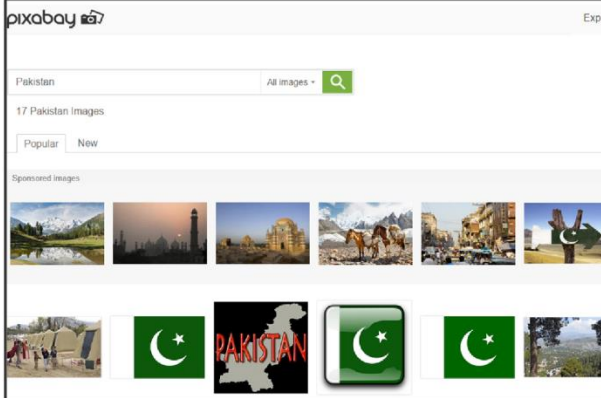 pixabay
Exp
Pakistan
All images
17 Pakistan Images
Popular New
Sponsored images
PAKISTAN